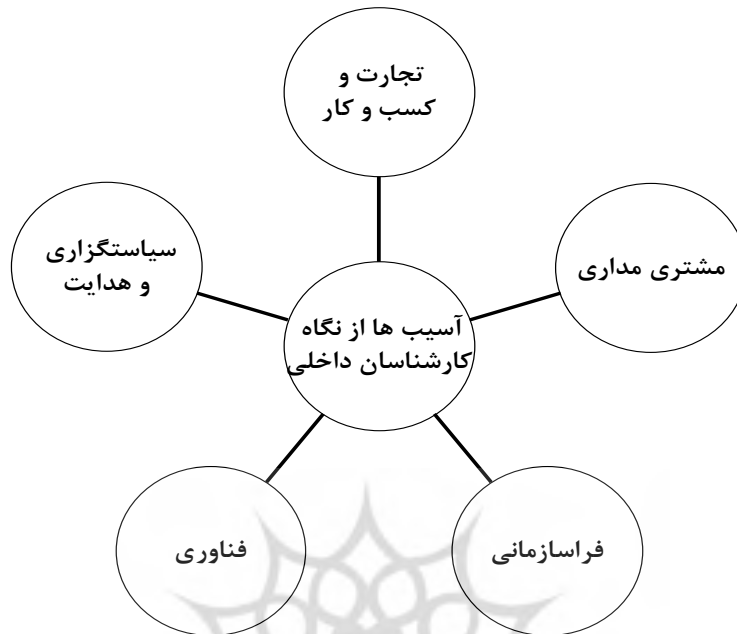 تجارت و
کسب و کار
سیاستگزاری
و هدایت
مشتری مداری
آسیب ها از نگاه
کارشناسان داخلی
فناوری
فراسازمانی